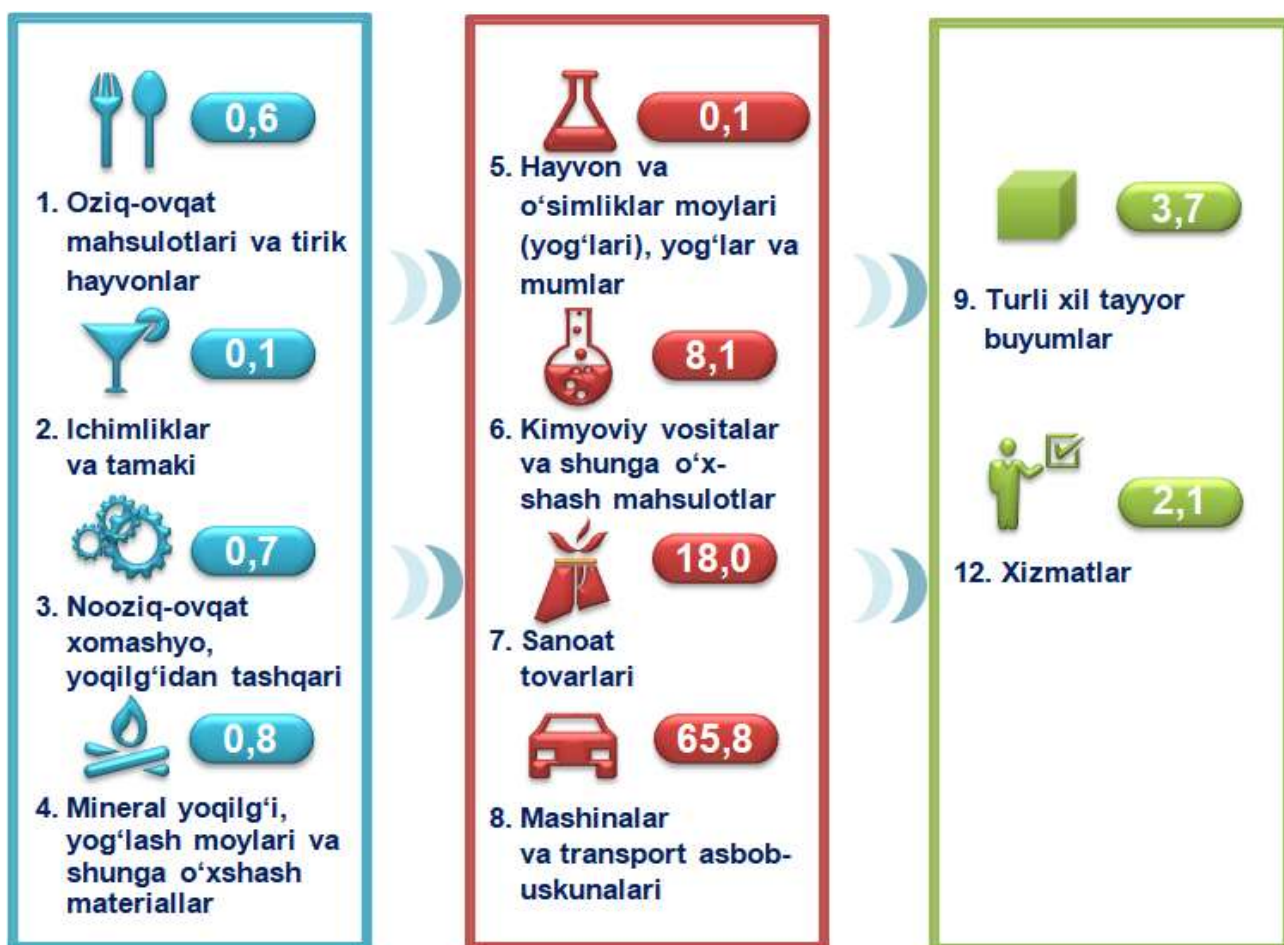 0,6
1. Oziq-ovqat
mahsulotlari va tirik
hayvonlar
0,1
2. Ichimliklar
va tamaki
0,7
3. Nooziq-ovqat
xomashyo,
yoqilg‘idan tashqari
0,8
4. Mineral yoqilg‘i,
yog‘lash moylari va
shunga o‘xshash
materiallar
0,1
5. Hayvon va
o‘simliklar moylari
(yog‘lari), yog‘lar va
mumlar
8,1
6. Kimyoviy vositalar
va shunga o‘x-
shash mahsulotlar
18,0
7. Sanoat
tovarlari
65,8
8. Mashinalar
va transport asbob-
uskunalari
3,7
9. Turli xil tayyor
buyumlar
2,1
12. Xizmatlar